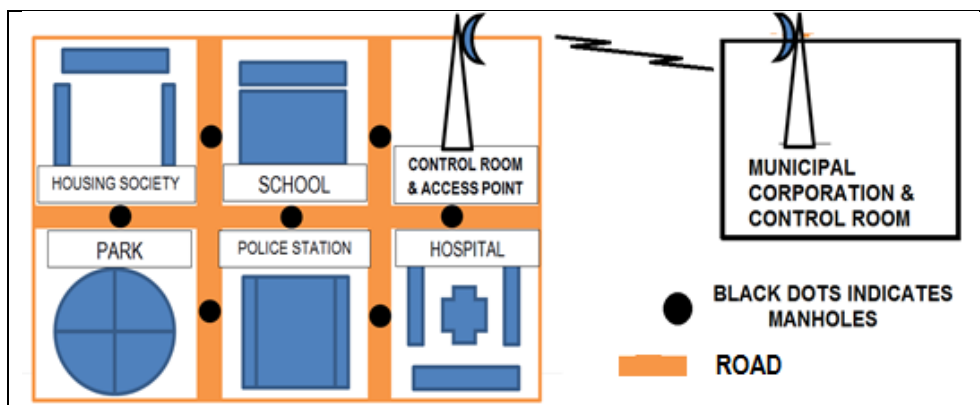 HOUSING SOCIETY
SCHOOL
CONTROL ROOM
& ACCESS POINT
PARK
POLICE STATION
HOSPITAL
MUNICIPAL
CORPORATION &
CONTROL ROOM
BLACK DOTS INDICATES
MANHOLES
ROAD